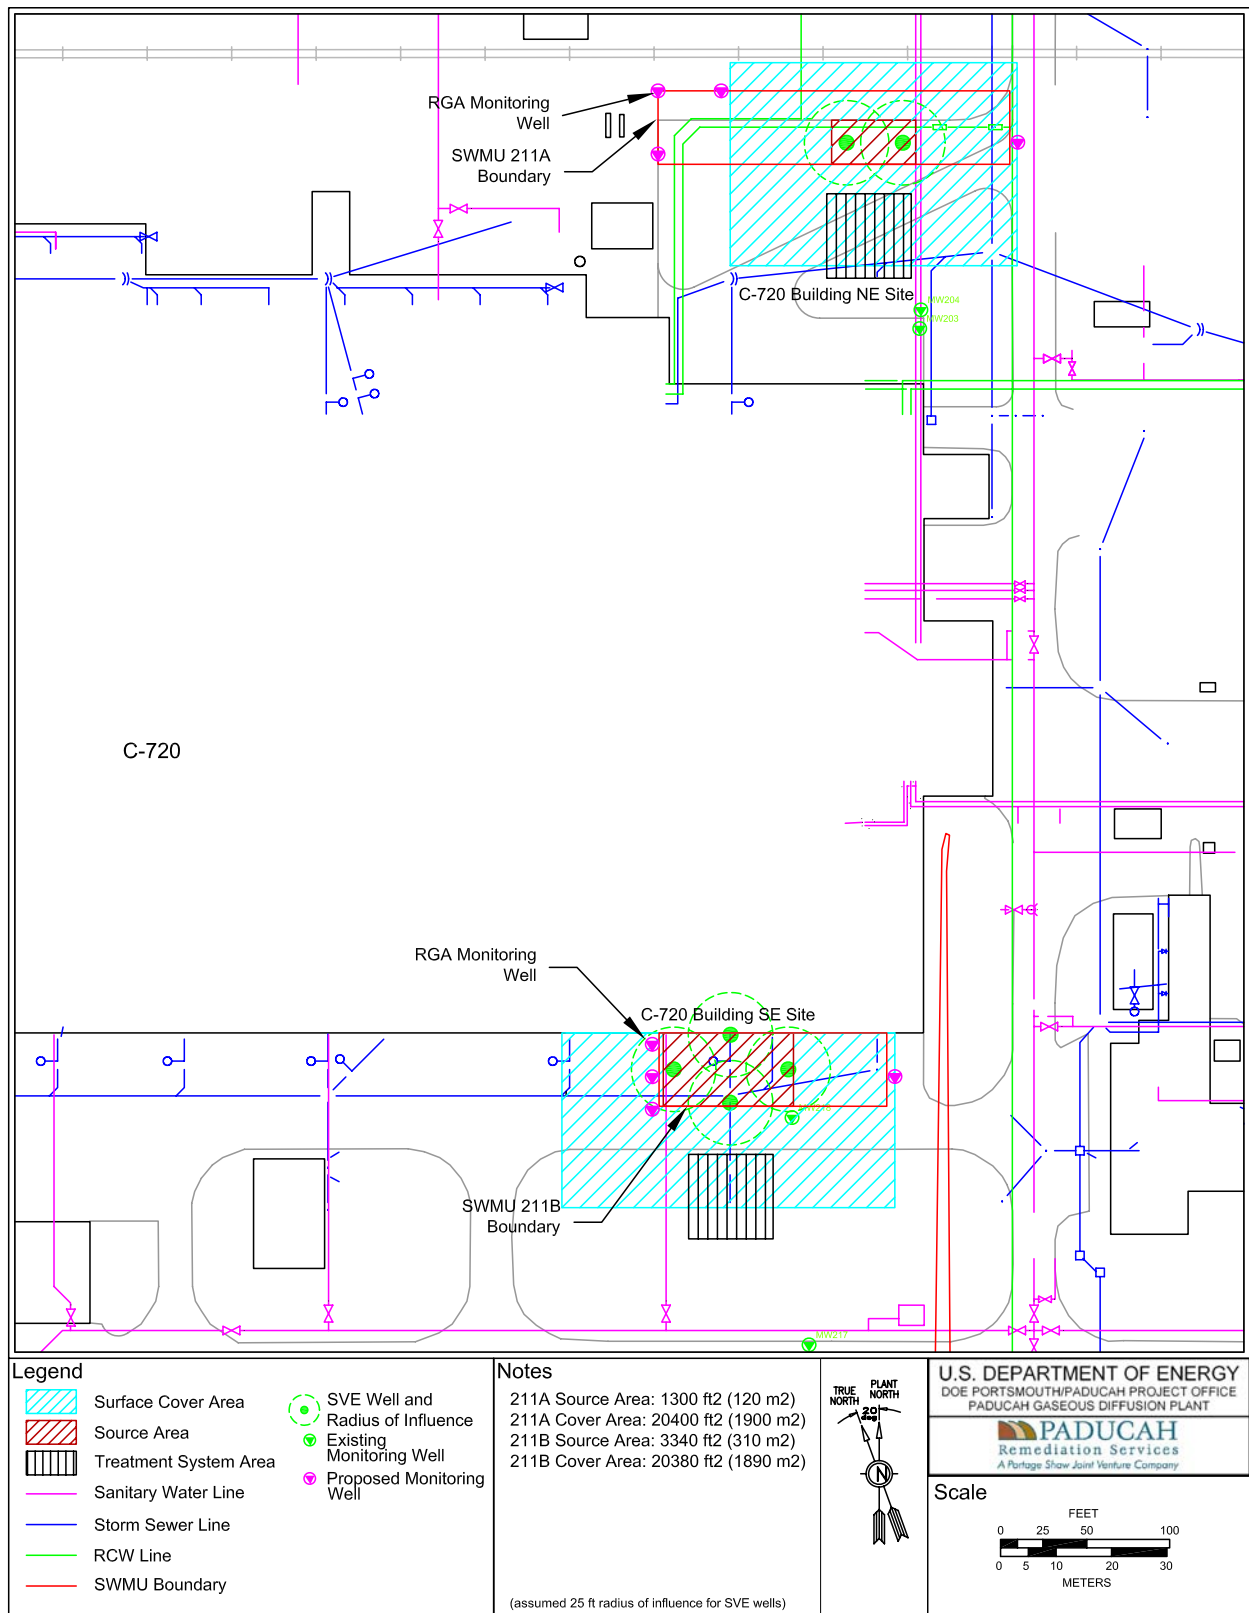 RGA Monitoring
Well
SWMU 211A
Boundary
C-720 Building NE Site
MW204
MW203
C-720
RGA Monitoring
Well
C-720 Building SE Site
SWMU 211B
Boundary
MW217
Legend
Surface Cover Area
Source Area
Treatment System Area
Sanitary Water Line
Storm Sewer Line
RCW Line
SWMU Boundary
SVE Well and
Radius of Influence
Existing
Monitoring Well
Proposed Monitoring
Well
Notes
211A Source Area: 1300 ft2 (120 m2)
211A Cover Area: 20400 ft2 (1900 m2)
211B Source Area: 3340 ft2 (310 m2)
211B Cover Area: 20380 ft2 (1890 m2)
(assumed 25 ft radius of influence for SVE wells)
TRUE
NORTH
PLANT
NORTH
20
deg
N
U.S. DEPARTMENT OF ENERGY
DOE PORTSMOUTH/PADUCAH PROJECT OFFICE
PADUCAH GASEOUS DIFFUSION PLANT
PADUCAH
Remediation Services
A Portage Shaw Joint Venture Company
Scale
FEET
0 25 50 100
0 5 10 20 30
METERS